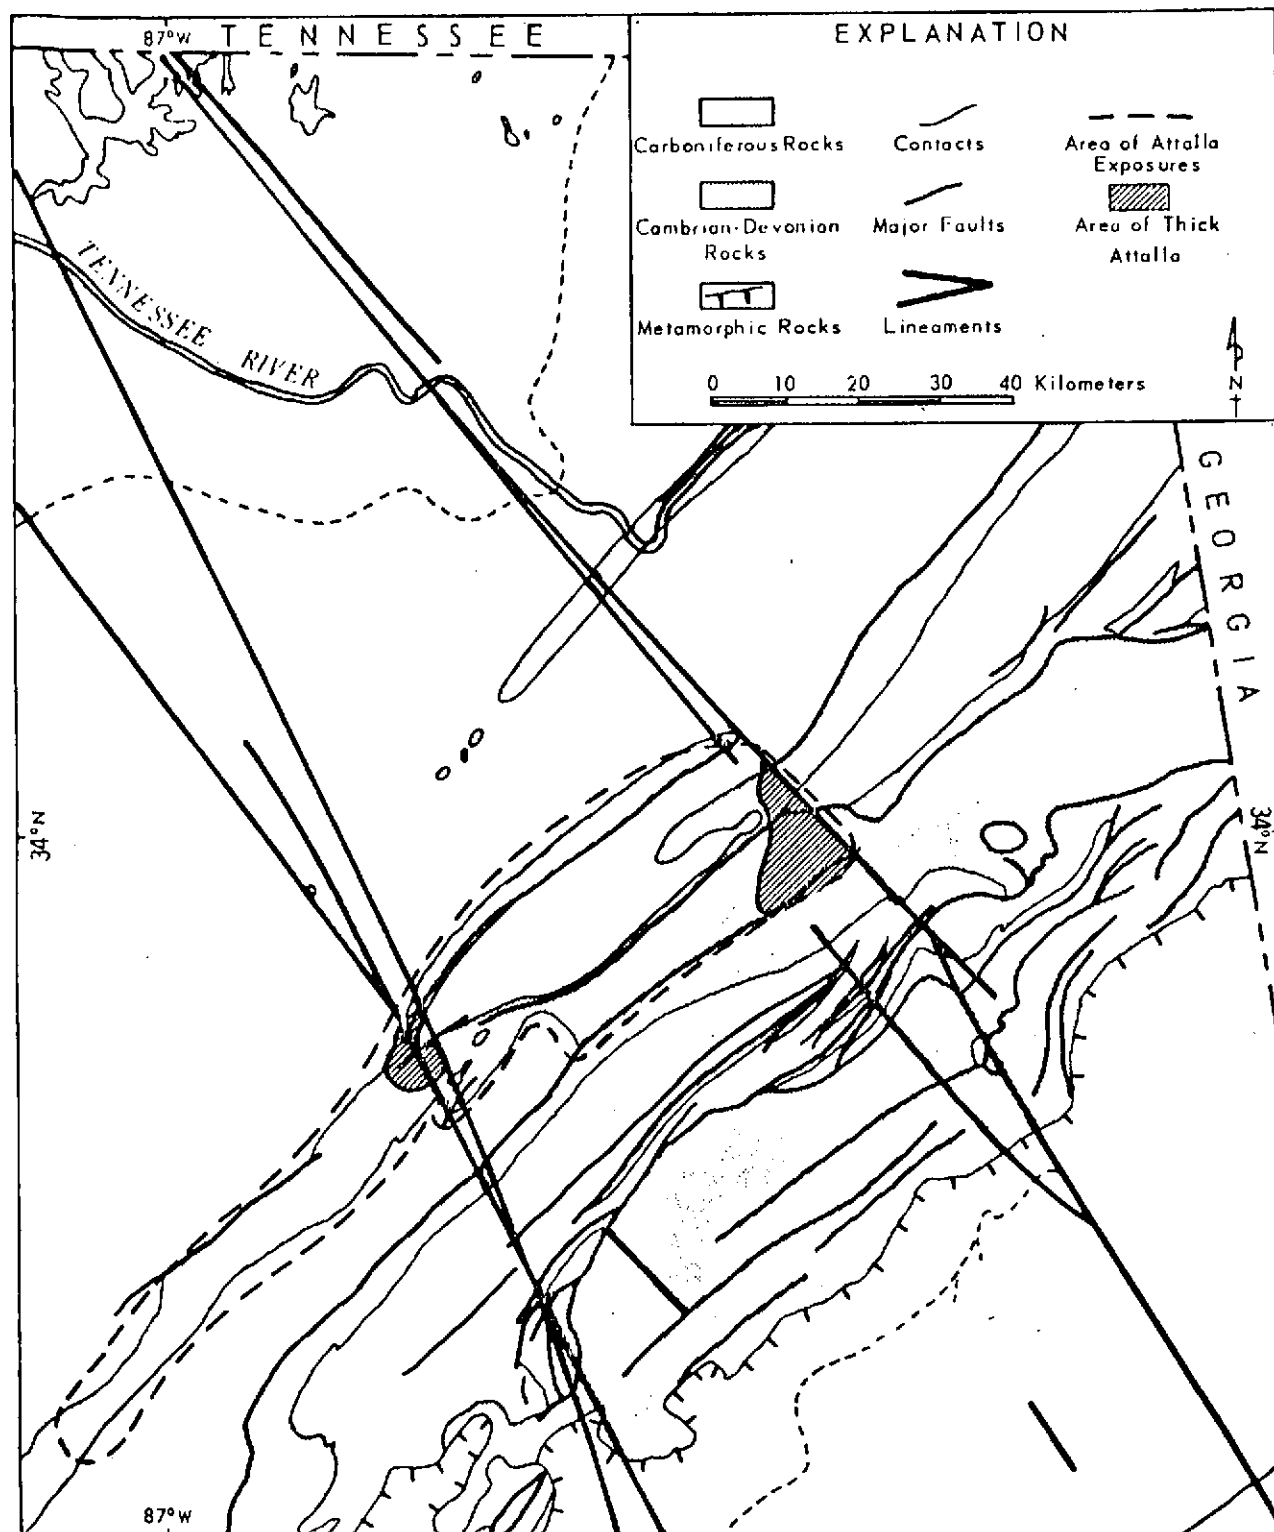 87°W
TENNESSEE
EXPLANATION
Carboniferous Rocks
Contacts
Area of Attalla
Exposures
Cambrian-Devonian
Rocks
Major Faults
Area of Thick
Attalla
Metamorphic Rocks
Lineaments
N
0 10 20 30 40 Kilometers
TENNESSEE RIVER
GEORGIA
34°N
34°N
87°W